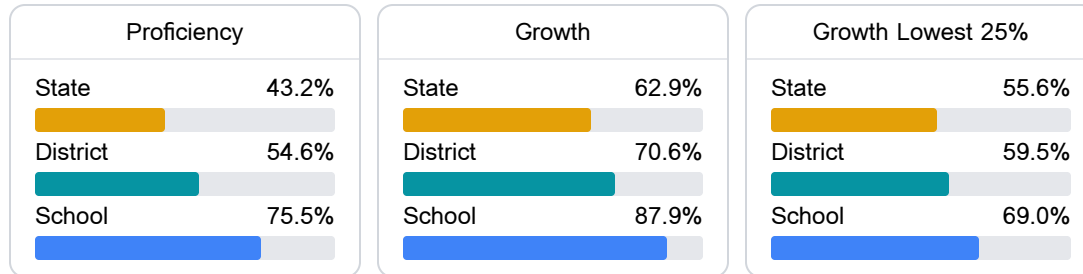 Proficiency
State 43.2%
District 54.6%
School 75.5%
Growth
State 62.9%
District 70.6%
School 87.9%
Growth Lowest 25%
State 55.6%
District 59.5%
School 69.0%